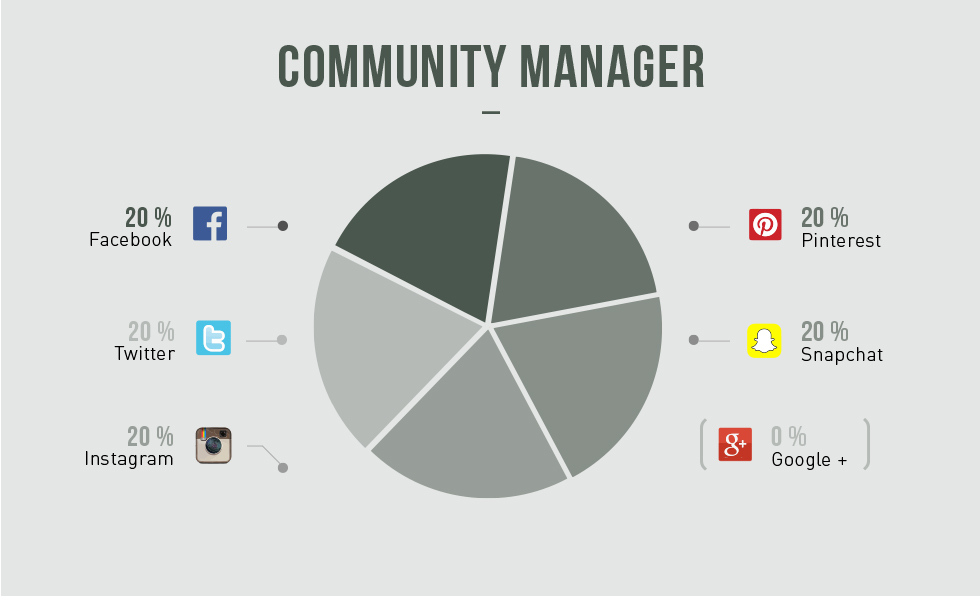 COMMUNITY MANAGER
20 %
Facebook
20 %
Twitter
20 %
Instagram
20 %
Pinterest
20 %
Snapchat
0 %
Google +